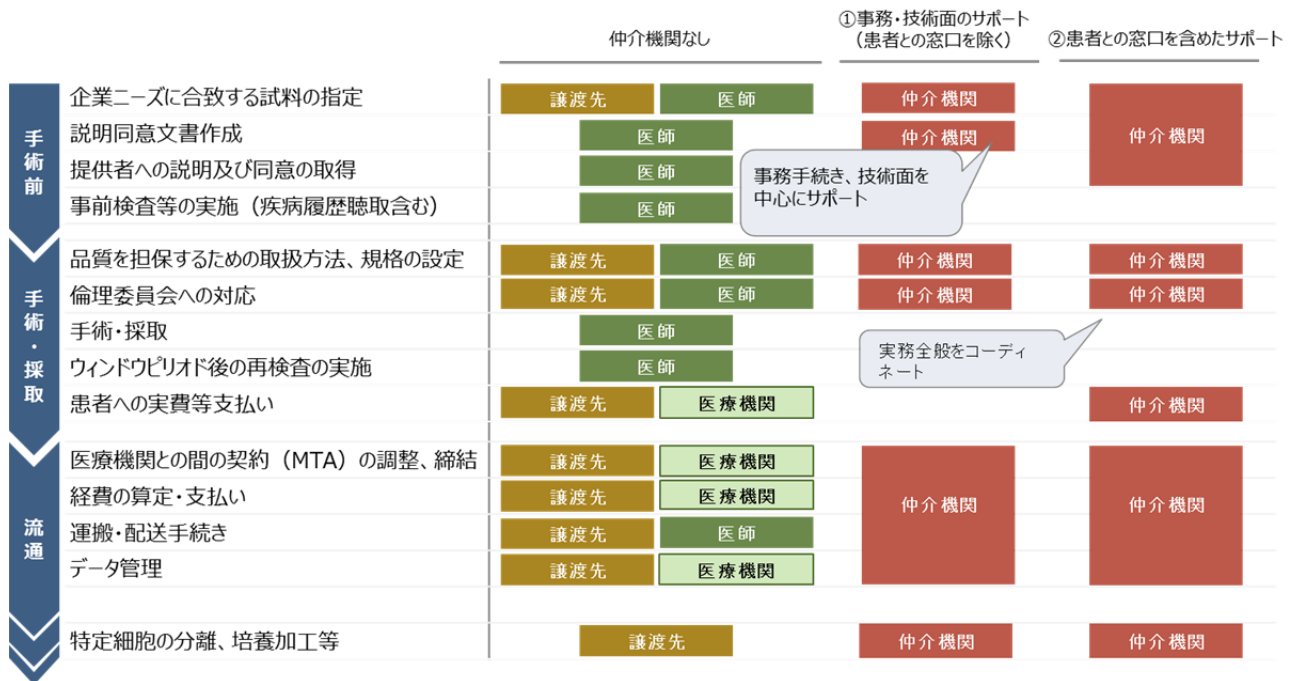 仲介機関なし
①事務・技術面のサポート
（患者との窓口を除く）
②患者との窓口を含めたサポート
手術前
企業ニーズに合致する試料の指定
譲渡先 医師 仲介機関
仲介機関
説明同意文書作成
医師 仲介機関
提供者への説明及び同意の取得
医師
事務手続き、技術面を
中心にサポート
事前検査等の実施（疾病履歴聴取含む）
医師
手術・採取
品質を担保するための取扱方法、規格の設定
譲渡先 医師 仲介機関 仲介機関
倫理委員会への対応
譲渡先 医師 仲介機関 仲介機関
手術・採取
医師
実務全般をコーディ
ネート
ウィンドウピリオド後の再検査の実施
医師
患者への実費等支払い
譲渡先 医療機関 仲介機関
流通
医療機関との間の契約（MTA）の調整、締結
譲渡先 医療機関
経費の算定・支払い
譲渡先 医療機関
仲介機関 仲介機関
運搬・配送手続き
譲渡先 医師
データ管理
譲渡先 医療機関
特定細胞の分離、培養加工等
譲渡先 仲介機関 仲介機関